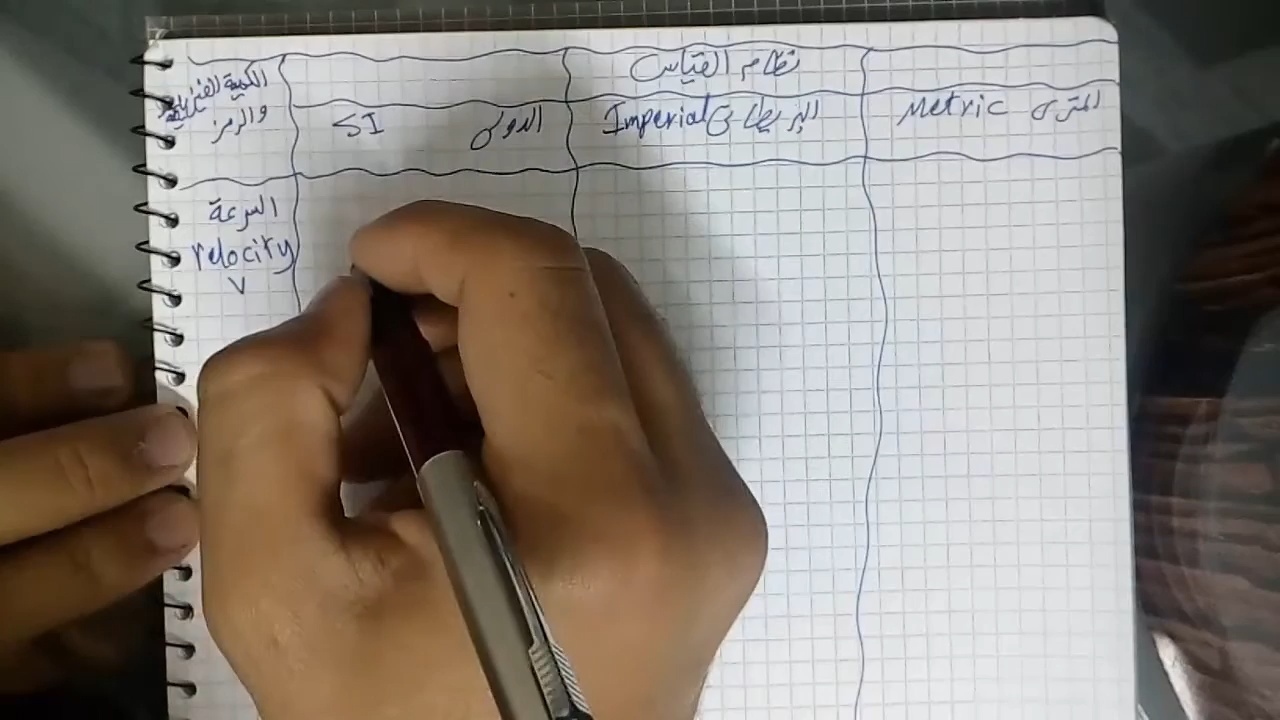 نظام القياس
الكمية الفيزيائية
والرمز
SI الدولي
Imperial البريطاني
Metric المتري
السرعة
velocity
v